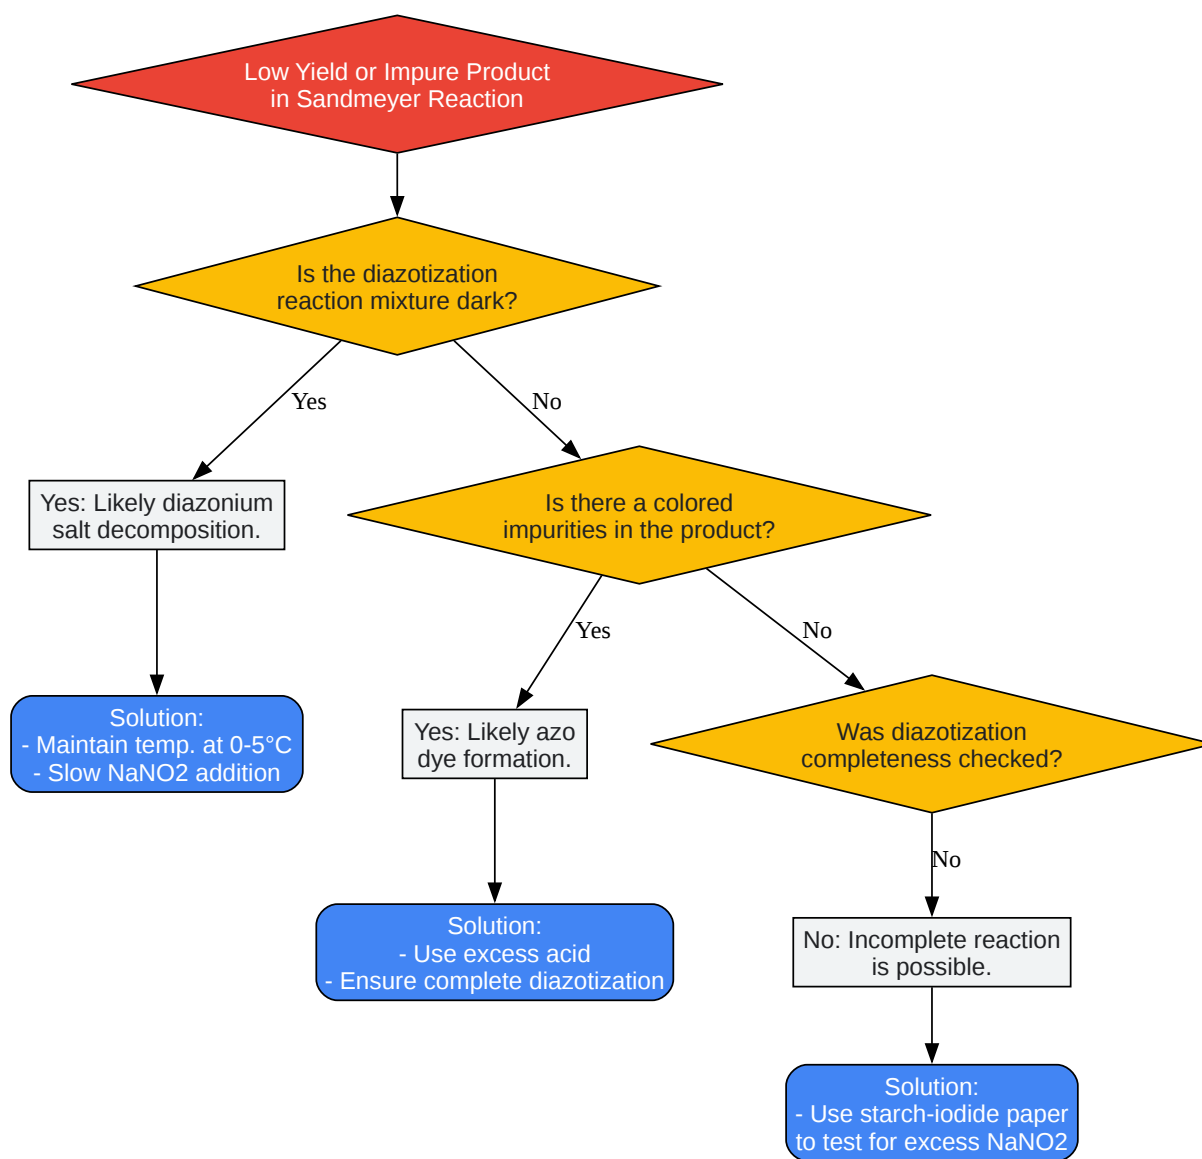 Low Yield or Impure Product
in Sandmeyer Reaction
Is the diazotization
reaction mixture dark?
Yes
No
Yes: Likely diazonium
salt decomposition.
Is there a colored
impurities in the product?
Solution:
- Maintain temp. at 0-5°C
- Slow NaNO2 addition
Yes
No
Yes: Likely azo
dye formation.
Was diazotization
completeness checked?
Solution:
- Use excess acid
- Ensure complete diazotization
No
No: Incomplete reaction
is possible.
Solution:
- Use starch-iodide paper
to test for excess NaNO2